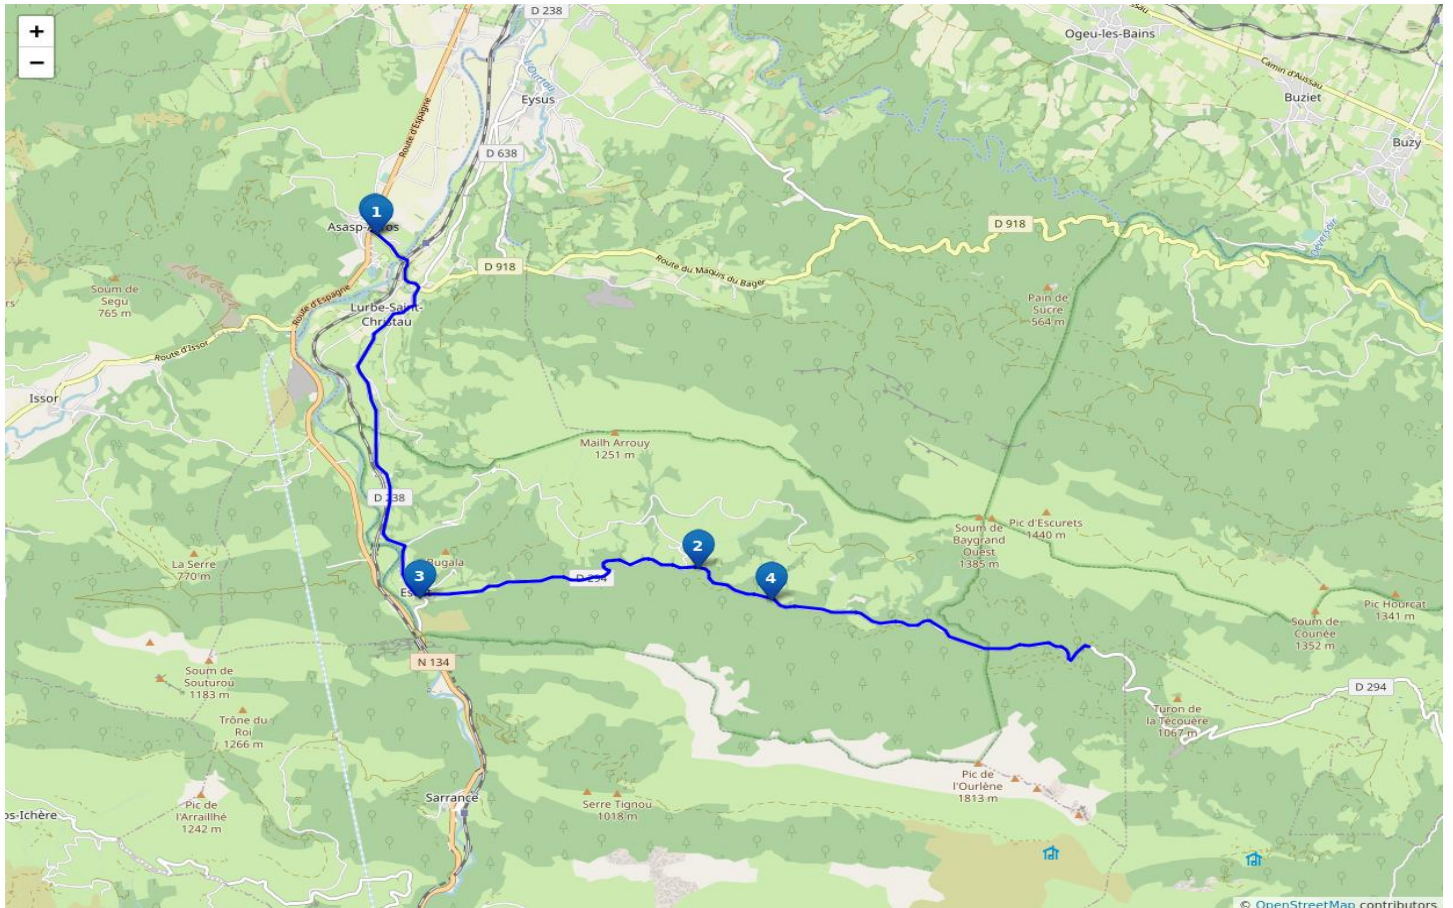 +
−
D 238
Ogeu-les-Bains
Camin d'Aussau
Buziet
Buzy
Eysus
Route d'Espagne
D 638
1
D 918
D 918
Route du Maours du Bager
Route d'Espagne
Lurbe-Saint-
Christau
Soum de
Segu
765 m
Pain de
Sucre
564 m
Route d'Issor
Issor
Mailh Arrouy
1251 m
D 238
La Serre
770 m
Soum de
Baygrand
Ouest
1385 m
Pic d'Escurets
1440 m
2
3
4
D 294
Pic Hourcat
1341 m
Soum de
Counée
1352 m
N 134
Soum de
Souturou
1183 m
D 294
Trône du
Roi
1266 m
Turon de
la Técouère
1067 m
Pic de
l'Ourlène
1813 m
Sarrance
Serre Tignou
1018 m
Pic de
l'Arraillhé
1242 m
os-Ichère
© OpenStreetMap contributors